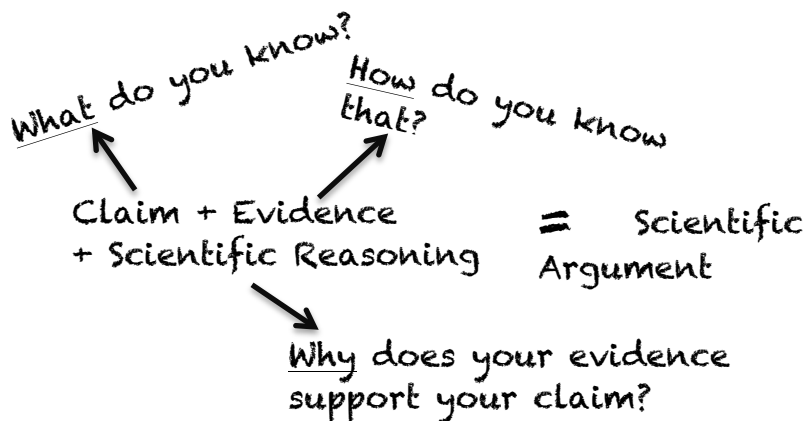 What do you know?
How do you know
that?
Claim + Evidence
+ Scientific Reasoning
= Scientific
Argument
Why does your evidence
support your claim?